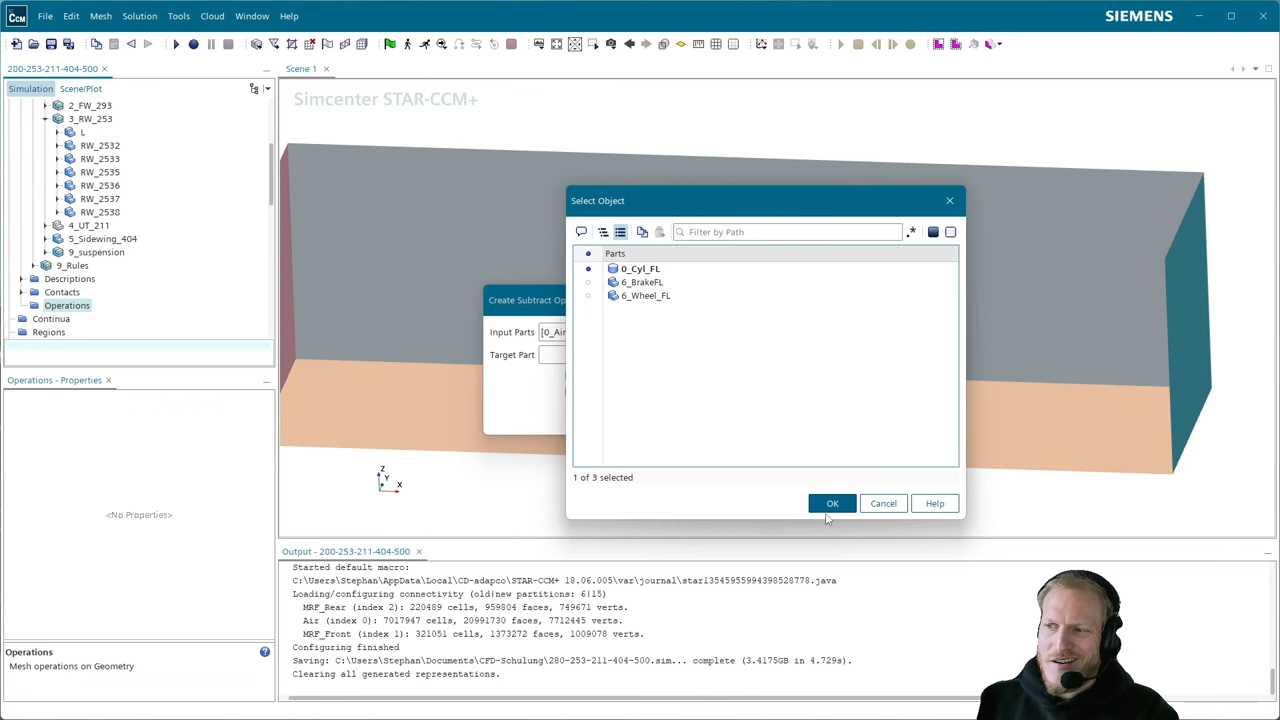 CCM
File Edit Mesh Solution Tools Cloud Window Help
SIEMENS
280-253-211-404-500
Scene 1
Simulation Scene/Plot
Simcenter STAR-CCM+
2_FW_293
3_RW_253
L
RW_2532
RW_2533
RW_2535
RW_2536
RW_2537
RW_2538
4_UT_211
5_Sidewing_404
9_suspension
9_Rules
Descriptions
Contacts
Operations
Continua
Regions
Operations - Properties
<No Properties>
Operations
Mesh operations on Geometry
Create Subtract Op
Input Parts [0_Air
Target Part
Select Object
Filter by Path
.*
Parts
0_Cyl_FL
6_BrakeFL
6_Wheel_FL
1 of 3 selected
OK Cancel Help
Z
Y
X
Output - 280-253-211-404-500
Started default macro:
C:\Users\Stephan\AppData\Local\CD-adapco\STAR-CCM+ 18.06.005\var\journal\star13545955994398528778.java
Loading/configuring connectivity (old|new partitions: 6|15)
MRF_Rear (index 2): 220489 cells, 959804 faces, 749671 verts.
Air (index 0): 7017947 cells, 20991730 faces, 7712445 verts.
MRF_Front (index 1): 321051 cells, 1373272 faces, 1009078 verts.
Configuring finished
Saving: C:\Users\Stephan\Documents\CFD-Schulung\280-253-211-404-500.sim... complete (3.4175GB in 4.729s).
Clearing all generated representations.